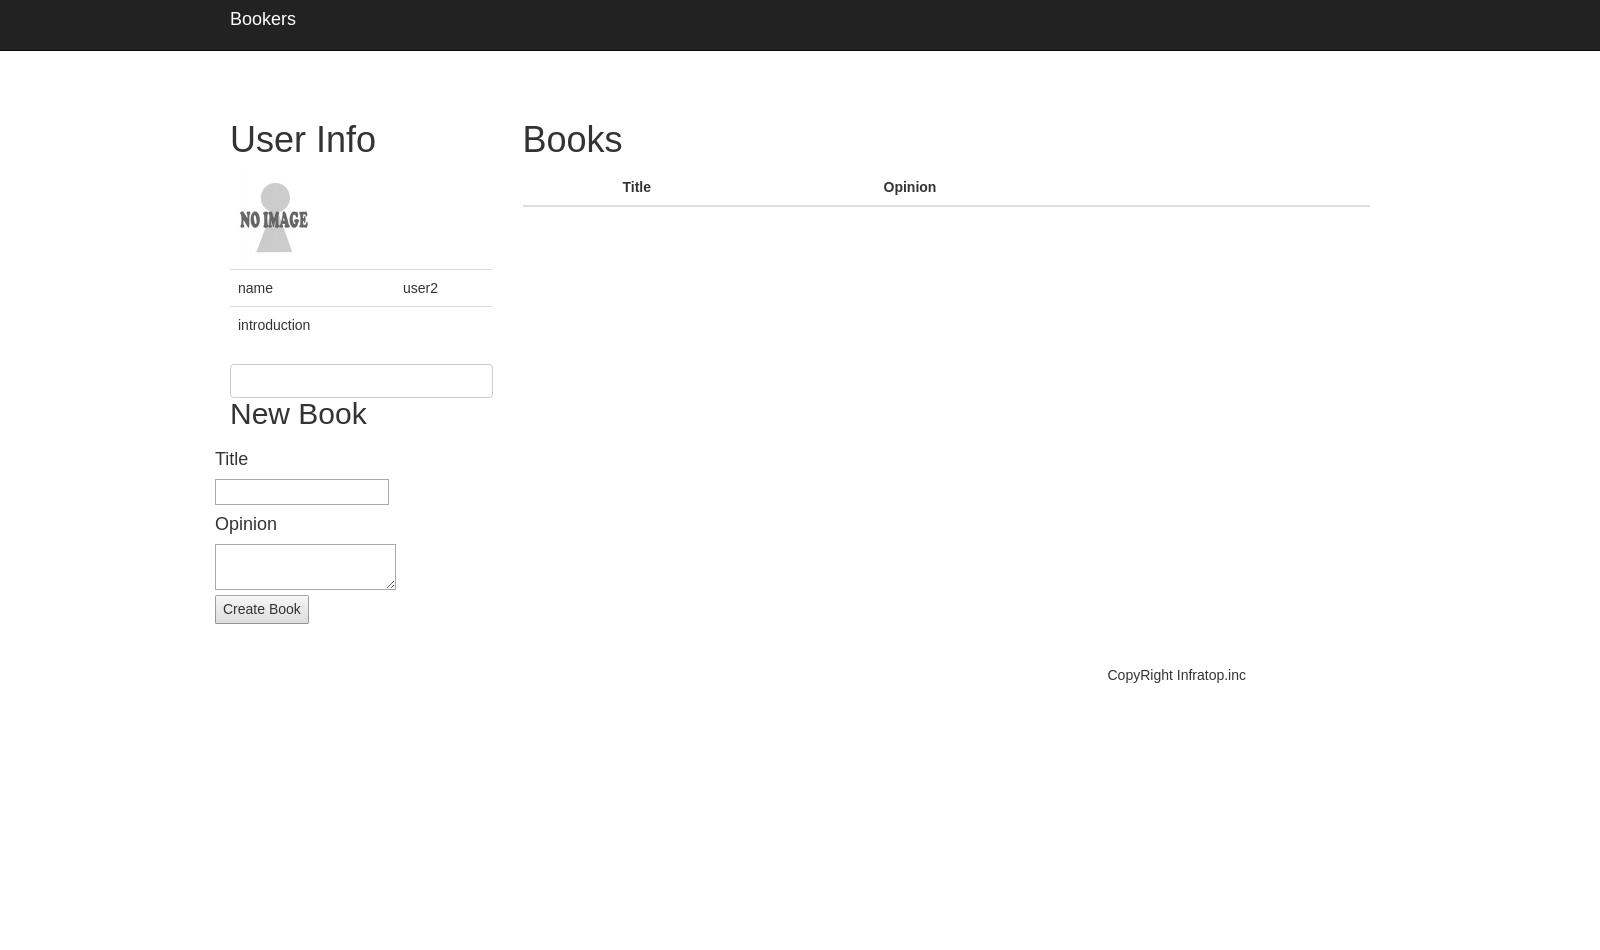 Bookers
User Info
NO IMAGE
name user2
introduction
New Book
Title
Opinion
Create Book
Books
Title Opinion
CopyRight Infratop.inc